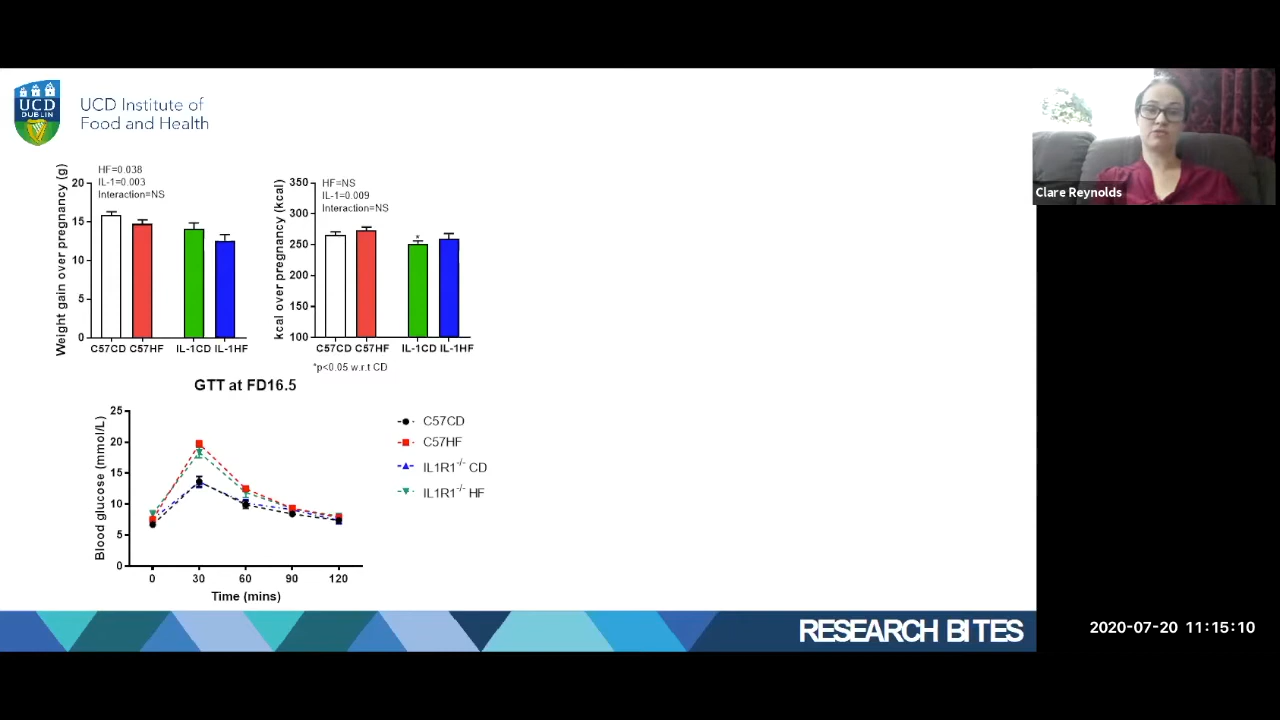 UCD
DUBLIN
UCD Institute of
Food and Health
Clare Reynolds
Weight gain over pregnancy (g)
HF=0.038
IL-1=0.003
Interaction=NS
20
15
10
5
0
C57CD C57HF IL-1CD IL-1HF
kcal over pregnancy (kcal)
HF=NS
IL-1=0.009
Interaction=NS
350
300
250
200
150
100
*
C57CD C57HF IL-1CD IL-1HF
*p<0.05 w.r.t CD
GTT at FD16.5
Blood glucose (mmol/L)
25
20
15
10
5
0
0 30 60 90 120
Time (mins)
C57CD
C57HF
IL1R1-/- CD
IL1R1-/- HF
RESEARCH BITES
2020-07-20 11:15:10